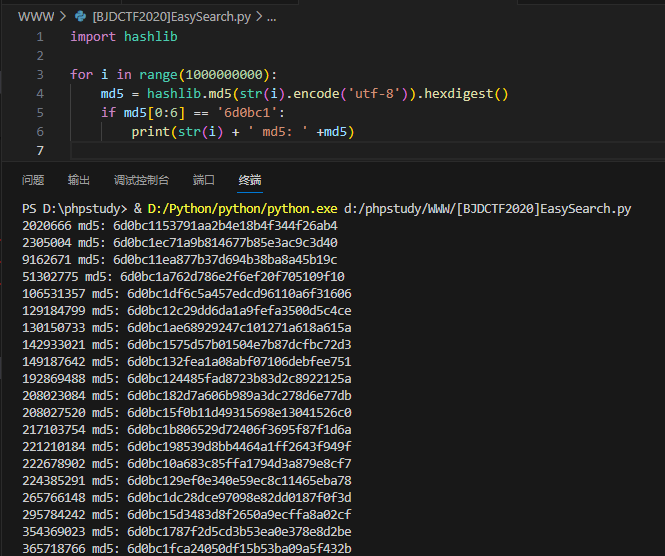 WWW > [BJDCTF2020]EasySearch.py > ...
1 import hashlib
2
3 for i in range(1000000000):
4 md5 = hashlib.md5(str(i).encode('utf-8')).hexdigest()
5 if md5[0:6] == '6d0bc1':
6 print(str(i) + ' md5: ' +md5)
7
问题 输出 调试控制台 端口 终端
PS D:\phpstudy> & D:/Python/python/python.exe d:/phpstudy/WWW/[BJDCTF2020]EasySearch.py
2020666 md5: 6d0bc1153791aa2b4e18b4f344f26ab4
2305004 md5: 6d0bc1ec71a9b814677b85e3ac9c3d40
9162671 md5: 6d0bc11ea877b37d694b38ba8a45b19c
51302775 md5: 6d0bc1a762d786e2f6ef20f705109f10
106531357 md5: 6d0bc1df6c5a457edcd96110a6f31606
129184799 md5: 6d0bc12c29dd6da1a9fefa3500d5c4ce
130150733 md5: 6d0bc1ae68929247c101271a618a615a
142933021 md5: 6d0bc1575d57b01504e7b87dcfbc72d3
149187642 md5: 6d0bc132fea1a08abf07106debfee751
192869488 md5: 6d0bc124485fad8723b83d2c8922125a
208023084 md5: 6d0bc182d7a606b989a3dc278d6e77db
208027520 md5: 6d0bc15f0b11d49315698e13041526c0
217103754 md5: 6d0bc1b806529d72406f3695f87f1d6a
221210184 md5: 6d0bc198539d8bb4464a1ff2643f949f
222678902 md5: 6d0bc10a683c85ffa1794d3a879e8cf7
224385291 md5: 6d0bc129ef0e340e59ec8c11465eba78
265766148 md5: 6d0bc1dc28dce97098e82dd0187f0f3d
295784242 md5: 6d0bc15d3483d8f2650a9ecffa8a02cf
354369023 md5: 6d0bc1787f2d5cd3b53ea0e378e8d2be
365718766 md5: 6d0bc1fca24050df15b53ba09a5f432b